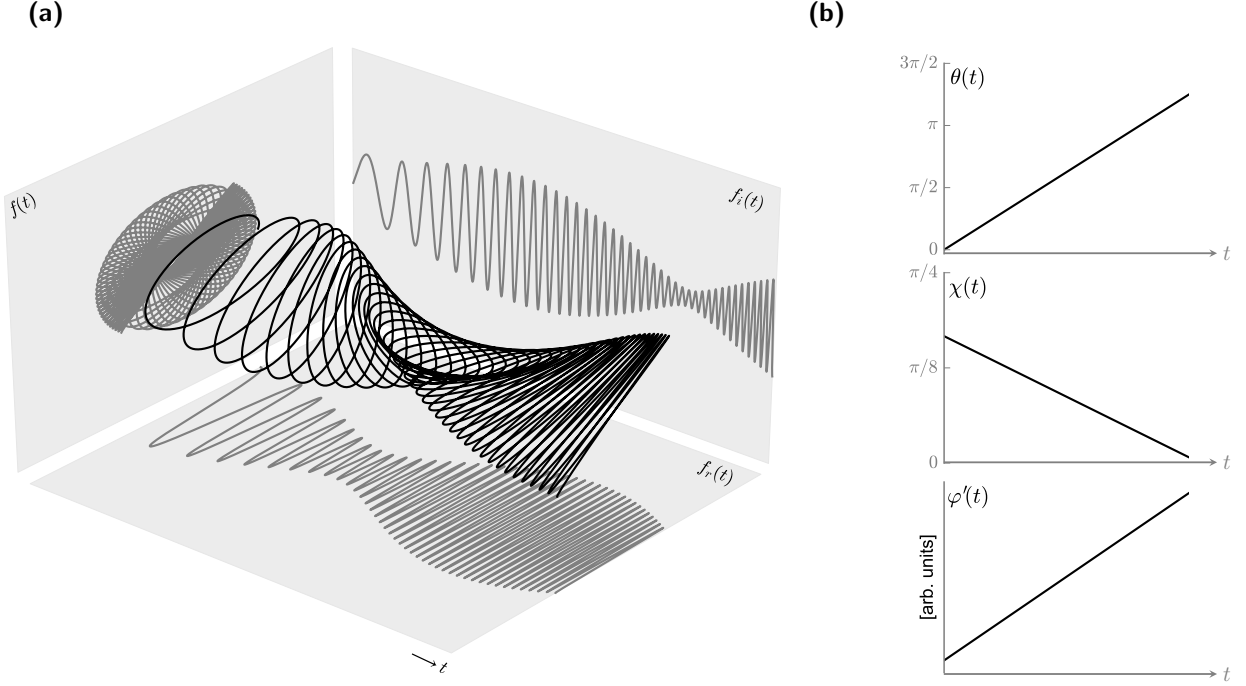 (a)
f(t)
f_i(t)
f_r(t)
t
(b)
3π/2
θ(t)
π
π/2
0
t
π/4
χ(t)
π/8
0
t
φ′(t)
[arb. units]
t